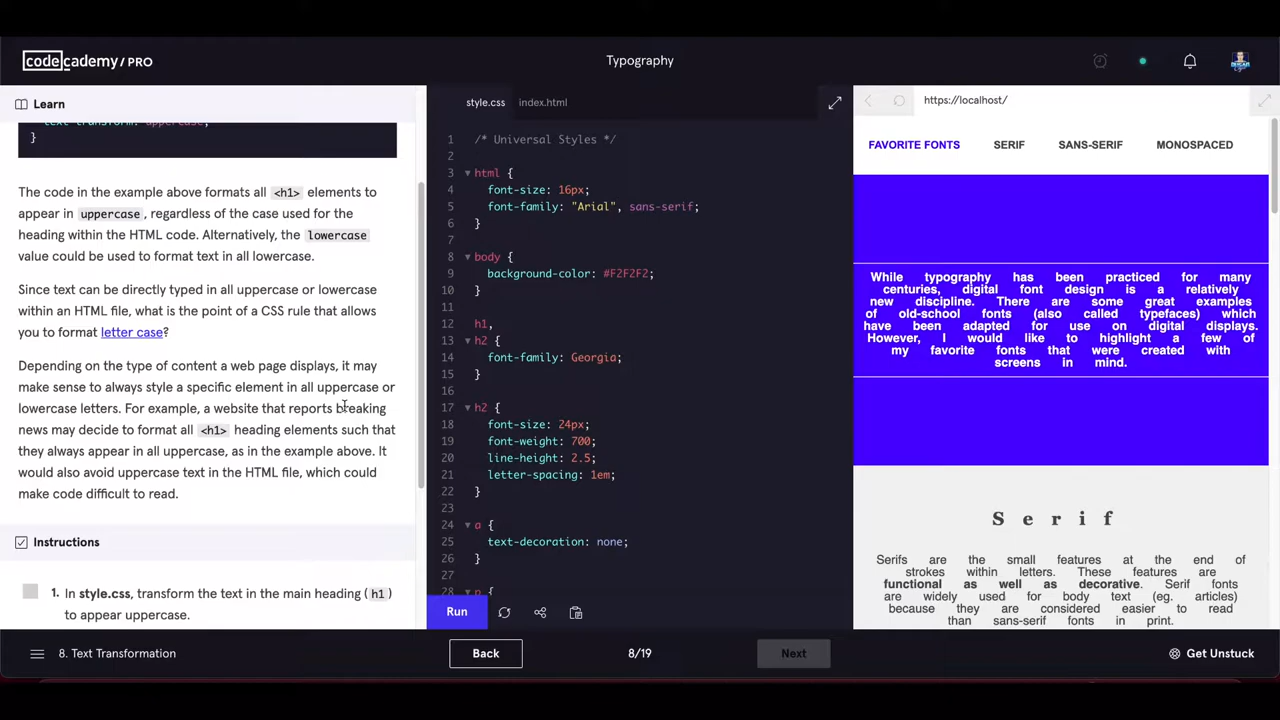 codecademy / PRO
Typography
Learn
text-transform: uppercase;
}
The code in the example above formats all <h1> elements to
appear in uppercase, regardless of the case used for the
heading within the HTML code. Alternatively, the lowercase
value could be used to format text in all lowercase.
Since text can be directly typed in all uppercase or lowercase
within an HTML file, what is the point of a CSS rule that allows
you to format letter case?
Depending on the type of content a web page displays, it may
make sense to always style a specific element in all uppercase or
lowercase letters. For example, a website that reports breaking
news may decide to format all <h1> heading elements such that
they always appear in all uppercase, as in the example above. It
would also avoid uppercase text in the HTML file, which could
make code difficult to read.
Instructions
1. In style.css, transform the text in the main heading (h1)
to appear uppercase.
style.css index.html
1 /* Universal Styles */
2
3 html {
4 font-size: 16px;
5 font-family: "Arial", sans-serif;
6 }
7
8 body {
9 background-color: #F2F2F2;
10 }
11
12 h1,
13 h2 {
14 font-family: Georgia;
15 }
16
17 h2 {
18 font-size: 24px;
19 font-weight: 700;
20 line-height: 2.5;
21 letter-spacing: 1em;
22 }
23
24 a {
25 text-decoration: none;
26 }
27
28 p {
Run
https://localhost/
FAVORITE FONTS SERIF SANS-SERIF MONOSPACED
While typography has been practiced for many
centuries, digital font design is a relatively
new discipline. There are some great examples
of old-school fonts (also called typefaces) which
have been adapted for use on digital displays.
However, I would like to highlight a few of
my favorite fonts that were created with
screens in mind.
Serif
Serifs are the small features at the end of
strokes within letters. These features are
functional as well as decorative. Serif fonts
are widely used for body text (eg. articles)
because they are considered easier to read
than sans-serif fonts in print.
8. Text Transformation
Back
8/19
Next
Get Unstuck